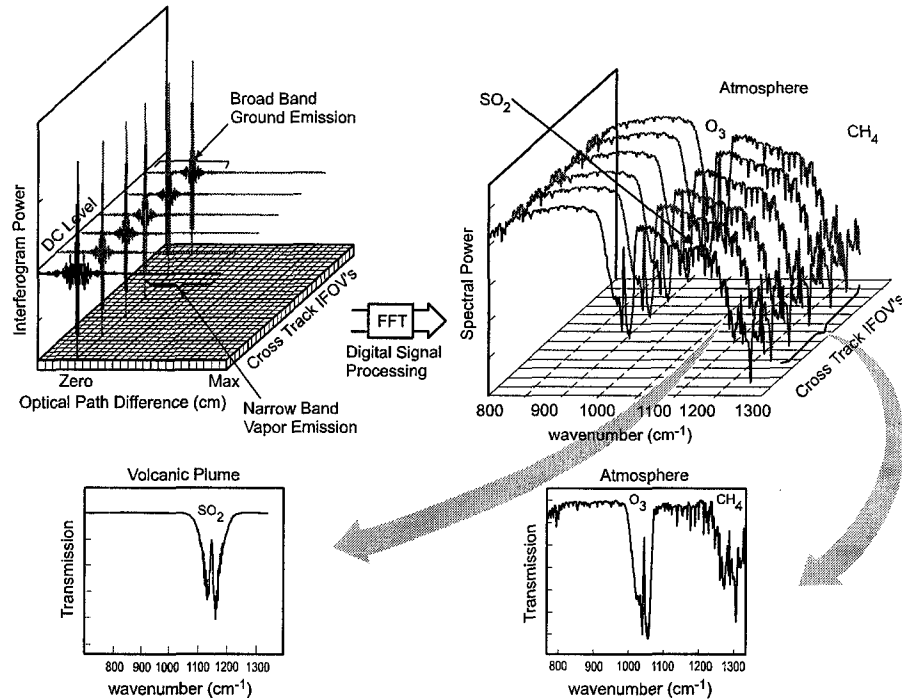 Broad Band
Ground Emission
Interferogram Power
DC Level
Cross Track IFOV's
Zero
Max
Optical Path Difference (cm)
Narrow Band
Vapor Emission
FFT
Digital Signal
Processing
Atmosphere
SO2
O3
CH4
Spectral Power
Cross Track IFOV's
800 900 1000 1100 1200 1300
wavenumber (cm-1)
Volcanic Plume
SO2
Transmission
800 900 1000 1100 1200 1300
wavenumber (cm-1)
Atmosphere
O3
CH4
Transmission
800 900 1000 1100 1200 1300
wavenumber (cm-1)